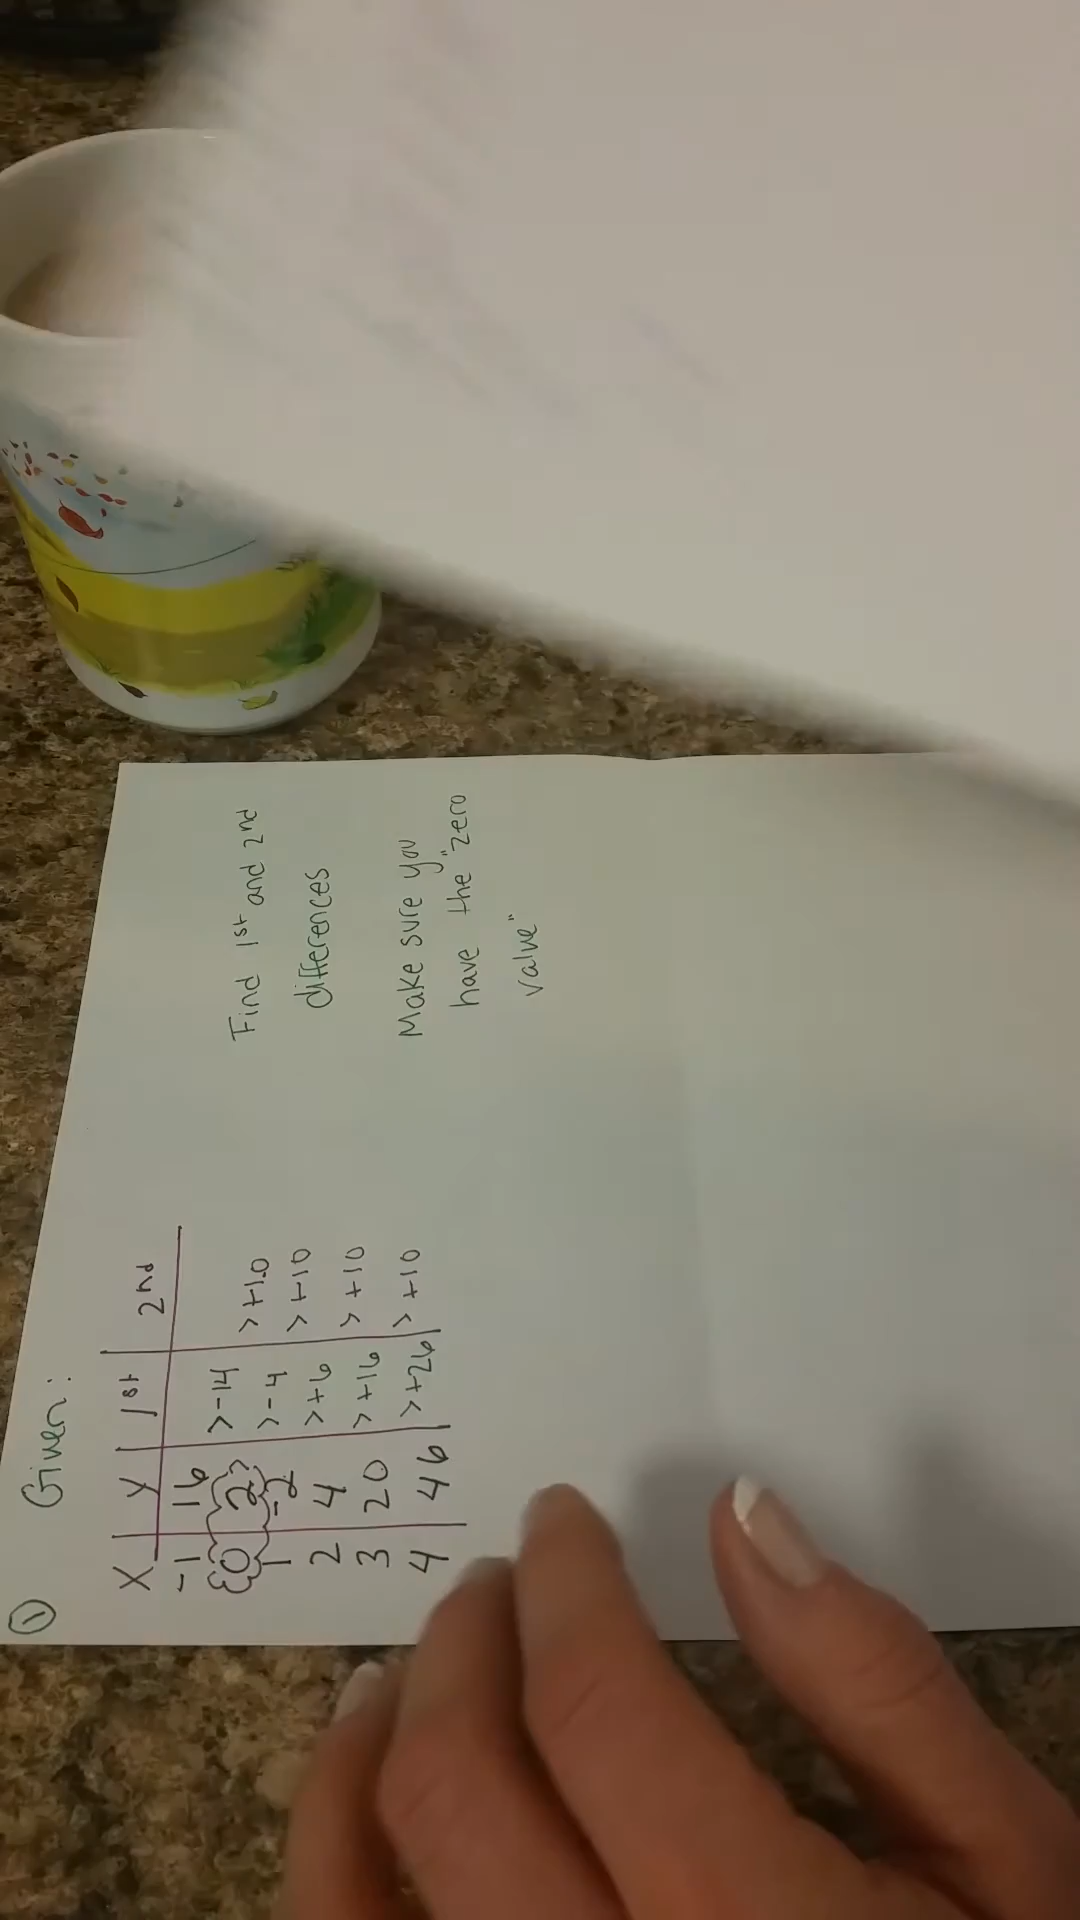 ① Given:
X Y 1st 2nd
-1 16
>-14
0 2 >+10
>-4
1 -2 >+10
>+6
2 4 >+10
>+16
3 20 >+10
>+26
4 46
Find 1st and 2nd
differences
Make sure you
have the "zero
value"